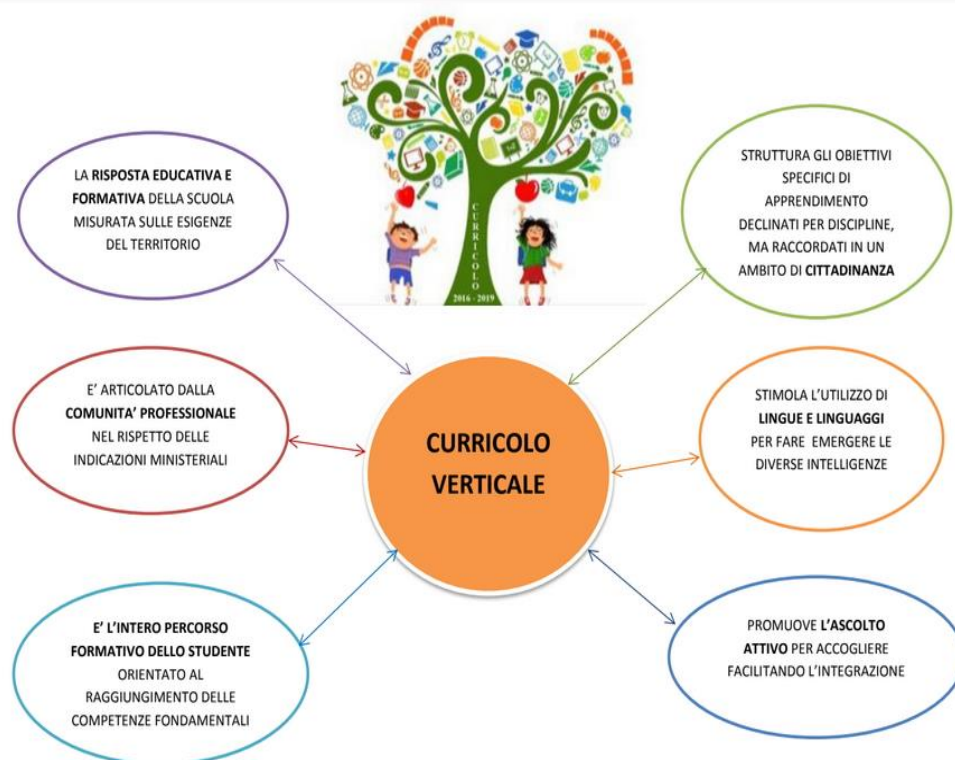 CURRICOLO
2016 - 2019
LA RISPOSTA EDUCATIVA E
FORMATIVA DELLA SCUOLA
MISURATA SULLE ESIGENZE
DEL TERRITORIO
STRUTTURA GLI OBIETTIVI
SPECIFICI DI
APPRENDIMENTO
DECLINATI PER DISCIPLINE,
MA RACCORDATI IN UN
AMBITO DI CITTADINANZA
E' ARTICOLATO DALLA
COMUNITA' PROFESSIONALE
NEL RISPETTO DELLE
INDICAZIONI MINISTERIALI
CURRICOLO
VERTICALE
STIMOLA L'UTILIZZO DI
LINGUE E LINGUAGGI
PER FARE EMERGERE LE
DIVERSE INTELLIGENZE
E' L'INTERO PERCORSO
FORMATIVO DELLO STUDENTE
ORIENTATO AL
RAGGIUNGIMENTO DELLE
COMPETENZE FONDAMENTALI
PROMUOVE L'ASCOLTO
ATTIVO PER ACCOGLIERE
FACILITANDO L'INTEGRAZIONE